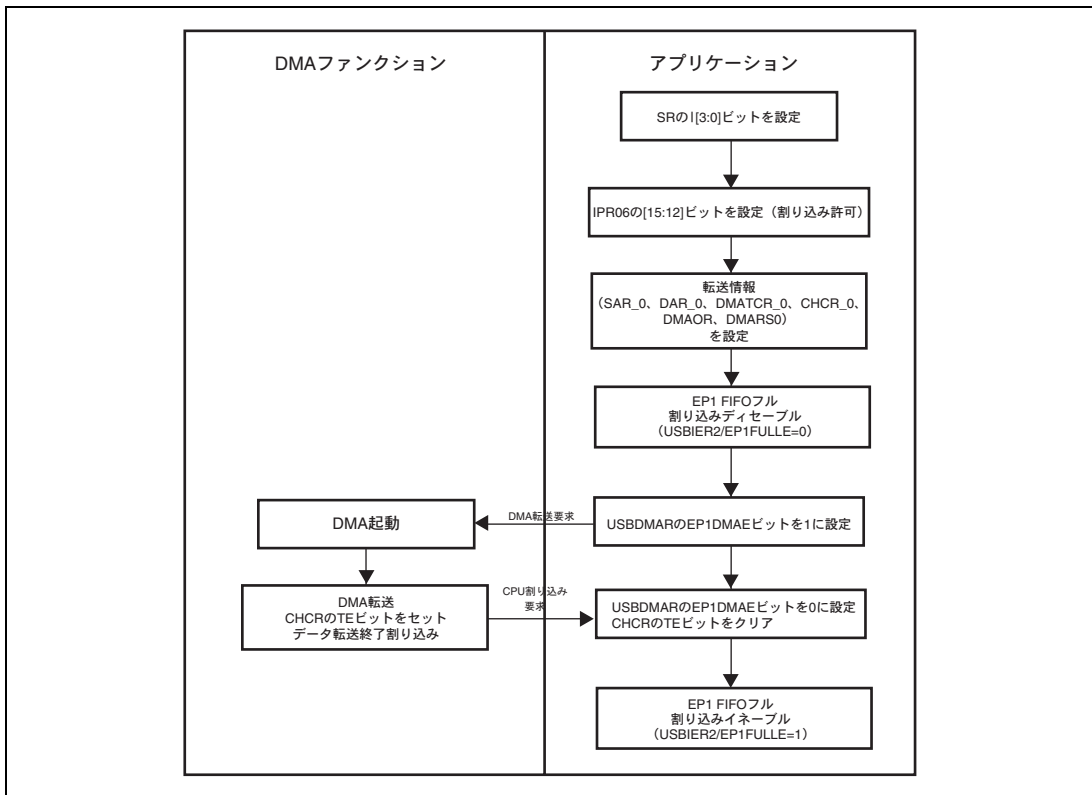 DMAファンクション
アプリケーション
SRのI[3:0]ビットを設定
IPR06の[15:12]ビットを設定（割り込み許可）
転送情報
（SAR_0、DAR_0、DMATCR_0、CHCR_0、
DMAOR、DMARS0）
を設定
EP1 FIFOフル
割り込みディセーブル
（USBIER2/EP1FULLE=0）
DMA起動
DMA転送要求
USBDMARのEP1DMAEビットを1に設定
DMA転送
CHCRのTEビットをセット
データ転送終了割り込み
CPU割り込み
要求
USBDMARのEP1DMAEビットを0に設定
CHCRのTEビットをクリア
EP1 FIFOフル
割り込みイネーブル
（USBIER2/EP1FULLE=1）